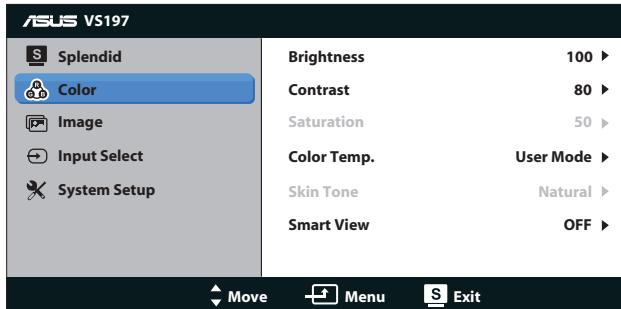 ASUS VS197
S Splendid
Color
Image
Input Select
System Setup
Brightness 100
Contrast 80
Saturation 50
Color Temp. User Mode
Skin Tone Natural
Smart View OFF
Move Menu S Exit